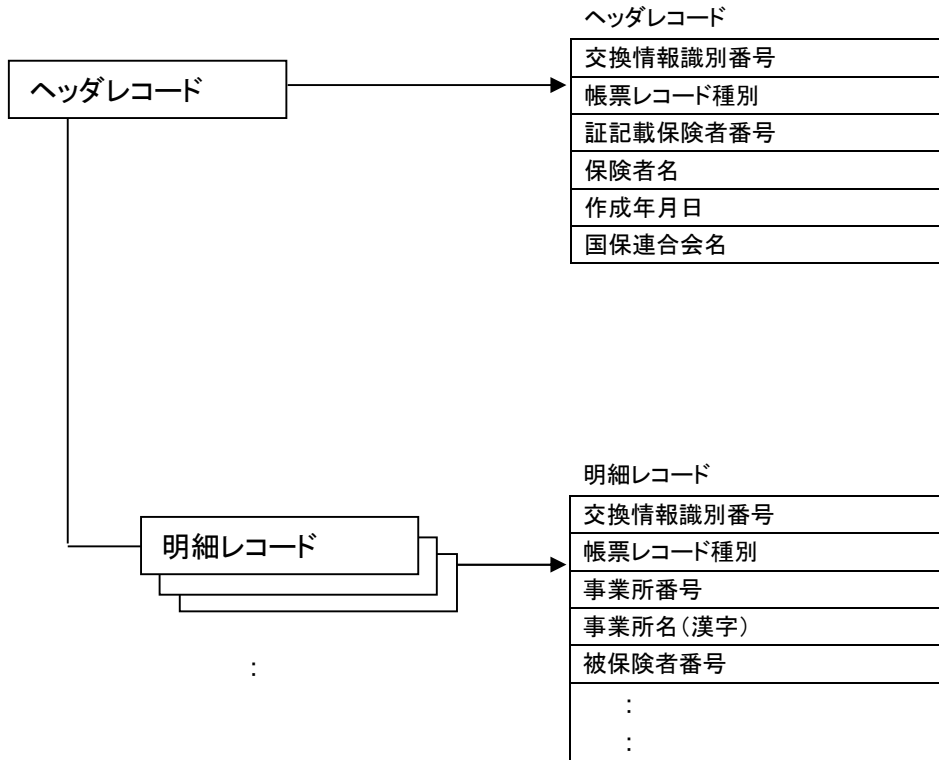 ヘッダレコード
ヘッダレコード
交換情報識別番号
帳票レコード種別
証記載保険者番号
保険者名
作成年月日
国保連合会名
明細レコード
明細レコード
交換情報識別番号
帳票レコード種別
事業所番号
事業所名(漢字)
被保険者番号
:
:
: